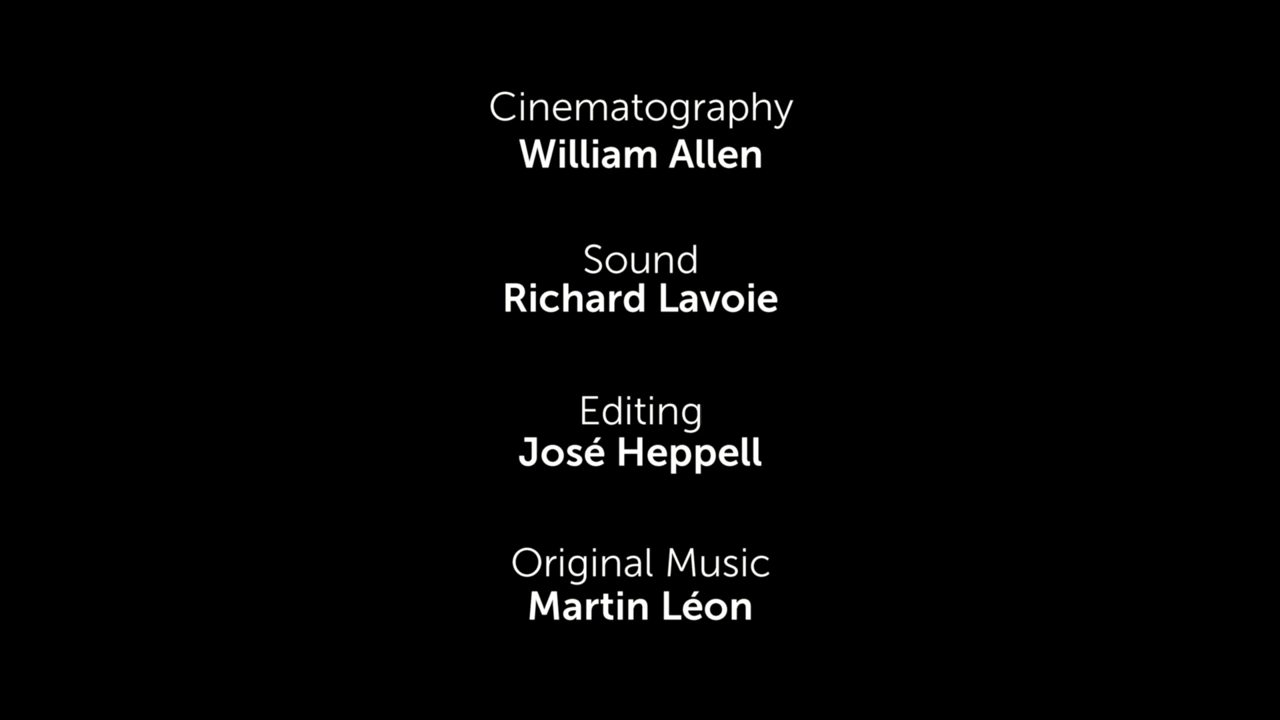 Cinematography
William Allen
Sound
Richard Lavoie
Editing
José Heppell
Original Music
Martin Léon